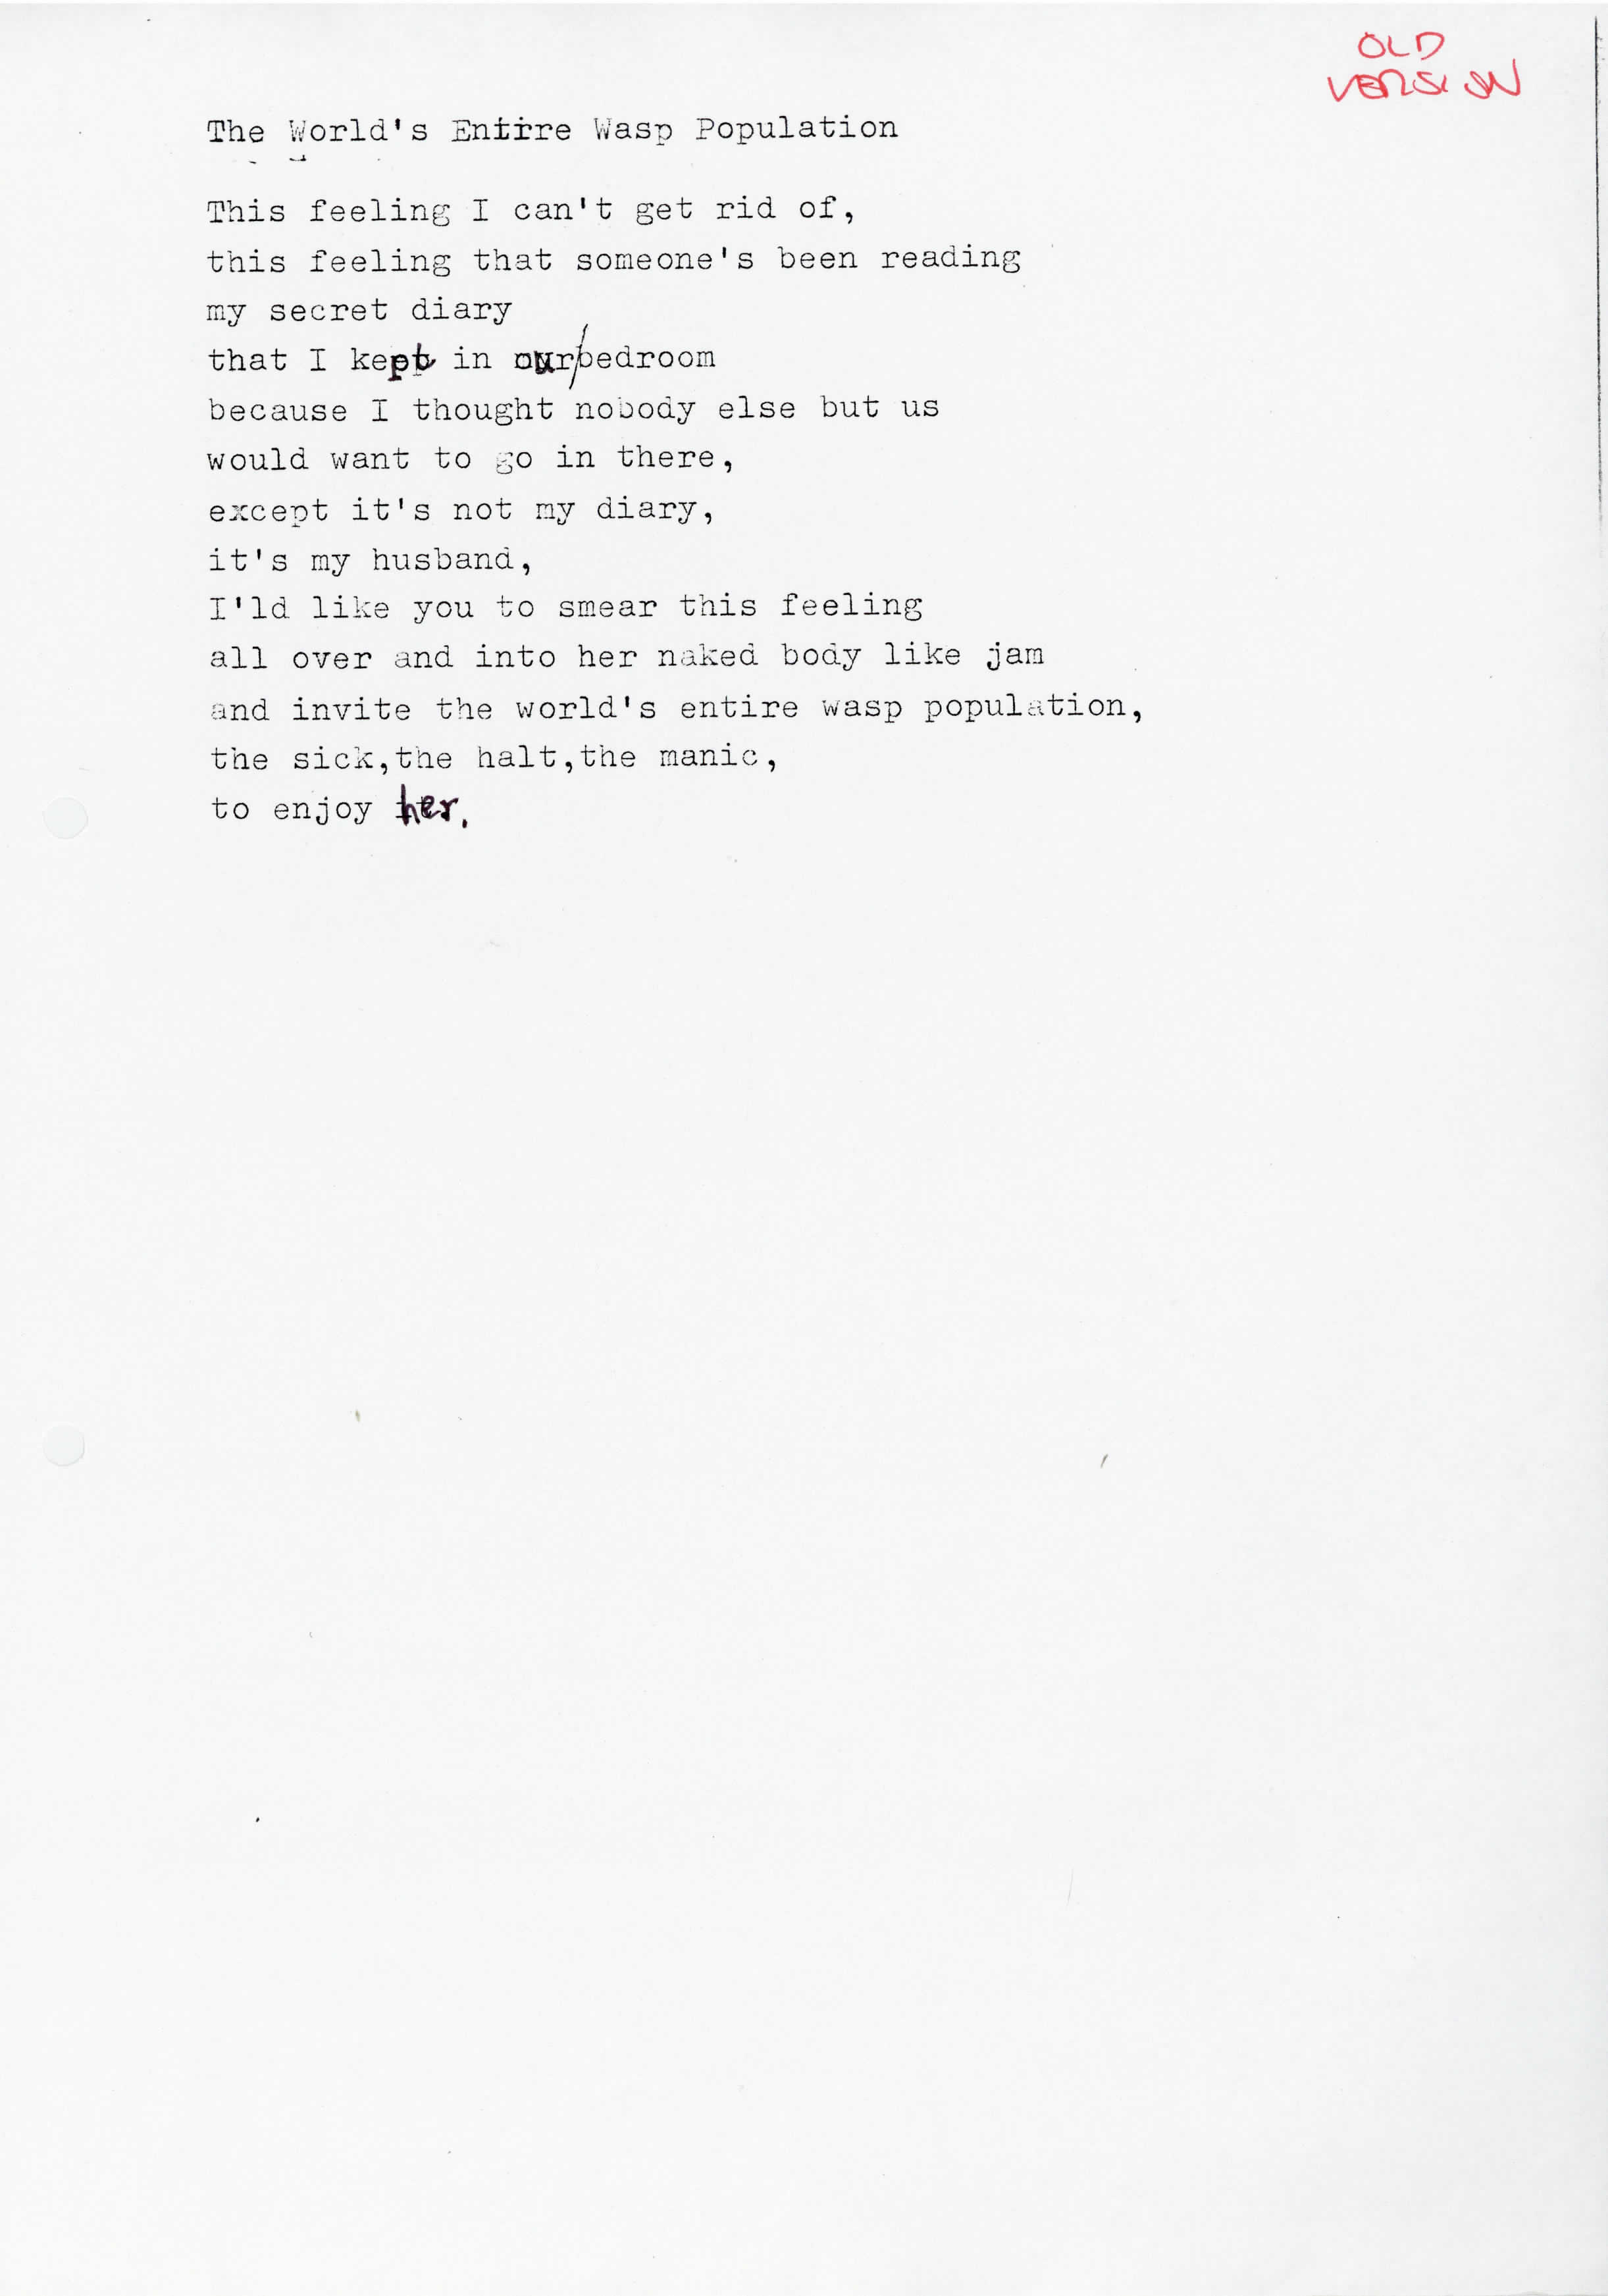 OLD
VERSION
The World's Entire Wasp Population
This feeling I can't get rid of,
this feeling that someone's been reading
my secret diary
that I kept in our/bedroom
because I thought nobody else but us
would want to go in there,
except it's not my diary,
it's my husband,
I'ld like you to smear this feeling
all over and into her naked body like jam
and invite the world's entire wasp population,
the sick,the halt,the manic,
to enjoy her.